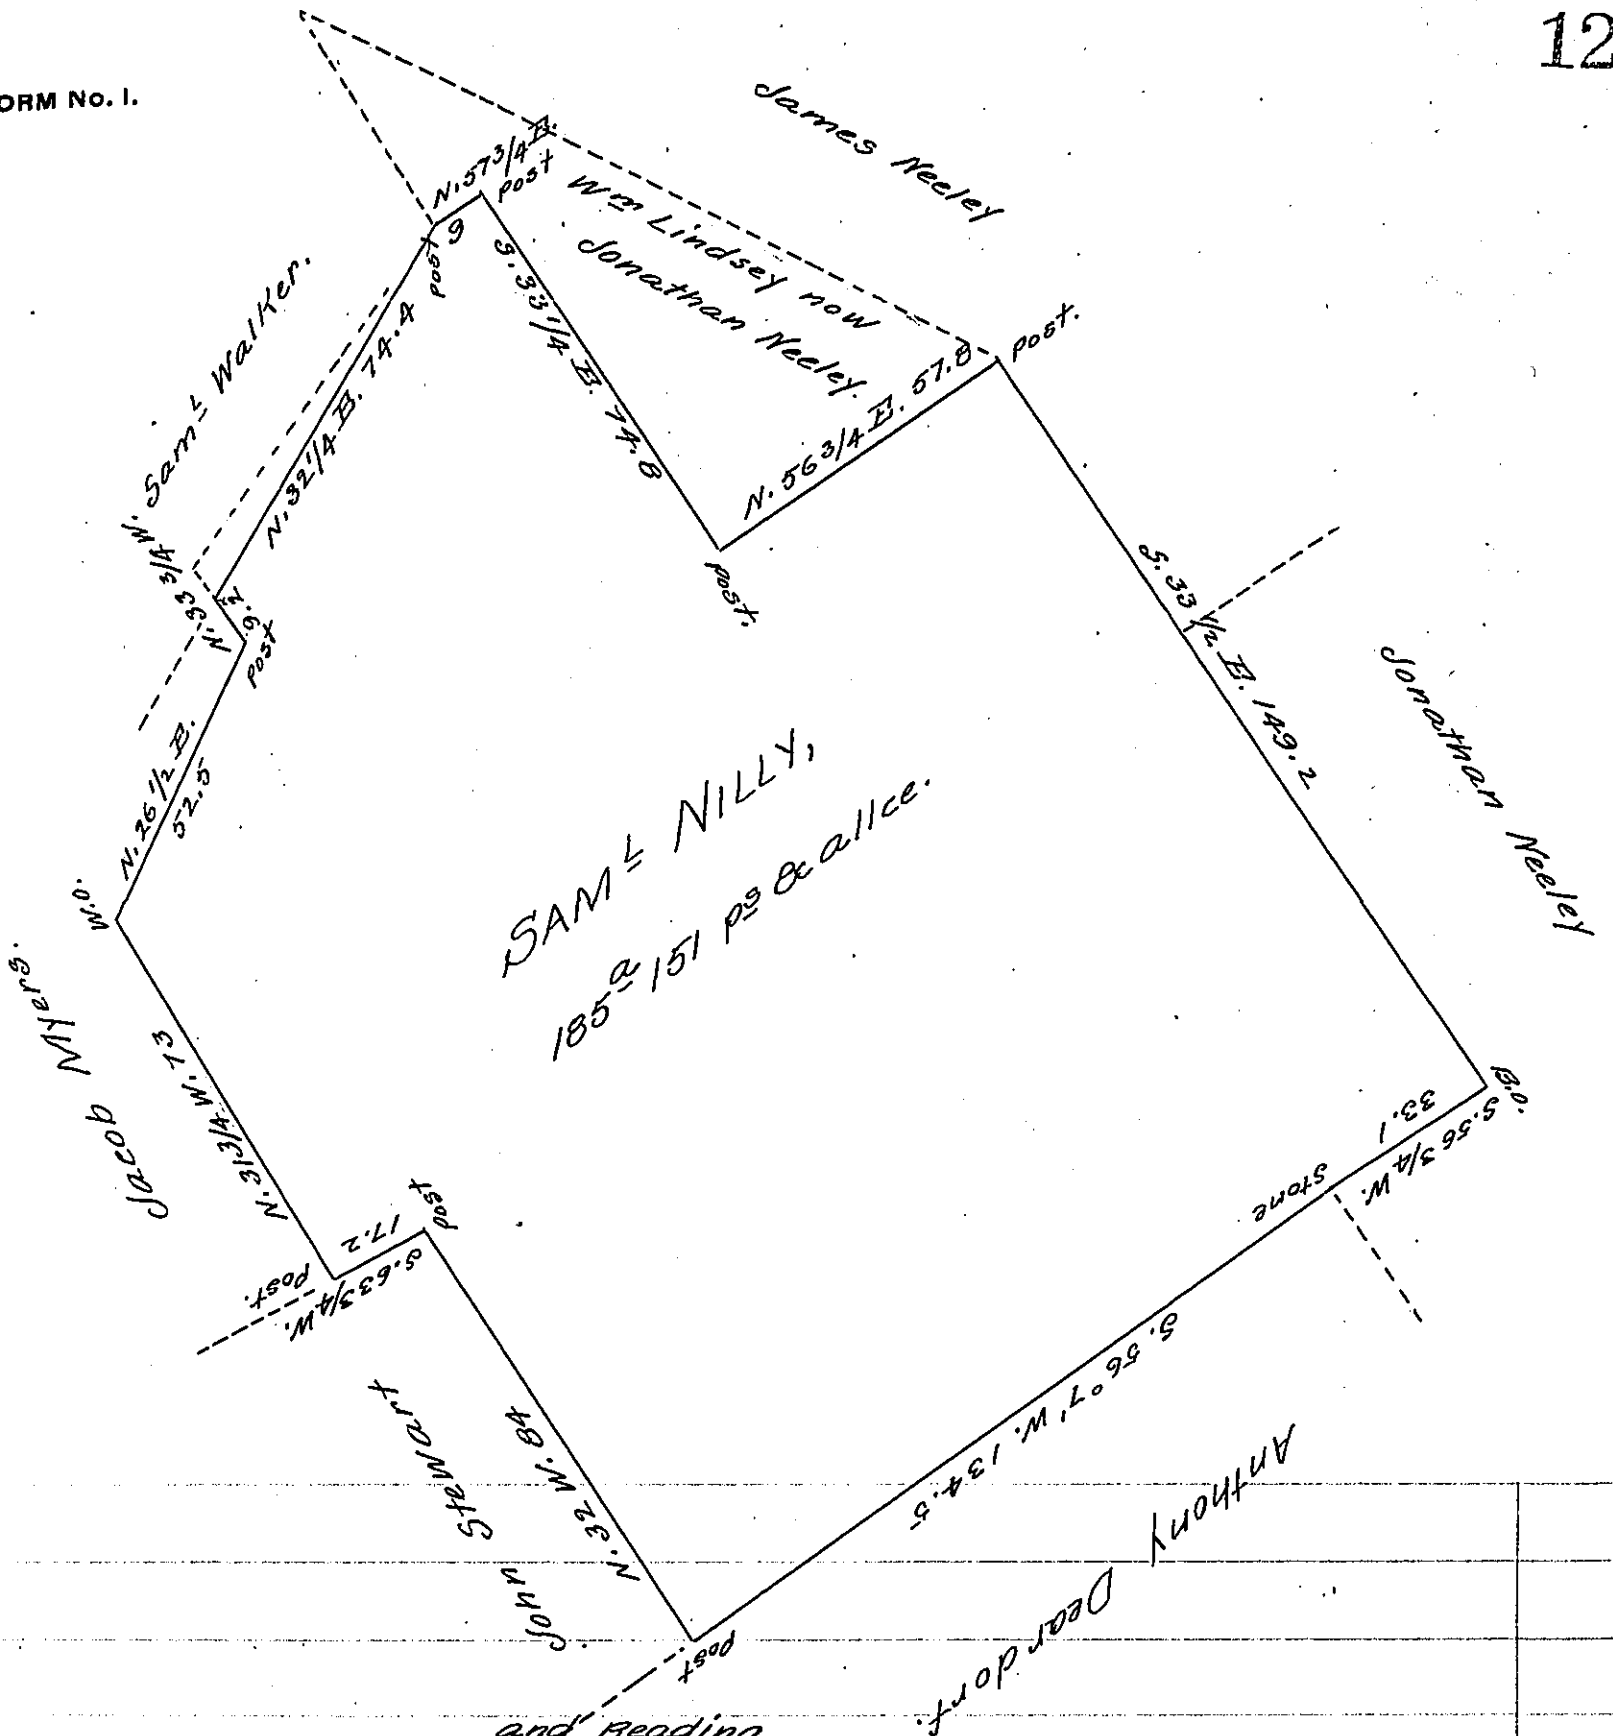 12
ORM No. 1.
James Neeley
N. 57 3/4 E.
9
Post
Wm Lindsey now
Jonathan Neeley.
S. 33 1/4 E. 74.8
post
N. 56 3/4 E. 57.8
post.
post.
Saml Walker.
N. 32 1/4 E. 74.4
N. 33 3/4 W.
9.2
post
S. 33 1/2 E. 149.2
Jonathan Neeley
N. 26 1/2 E.
52.5
W.O.
SAML NILLY,
185a 151 ps & allce.
Jacob Myers.
N. 31 3/4 W. 73
B.O.
S. 56 3/4 W.
33.1
Stone
post
17.2
S. 63 3/4 W.
Post.
S. 56° 7' W. 134.5
John Stewart
N. 32 W. 84
Anthony
Deardorf.
post
and Reading